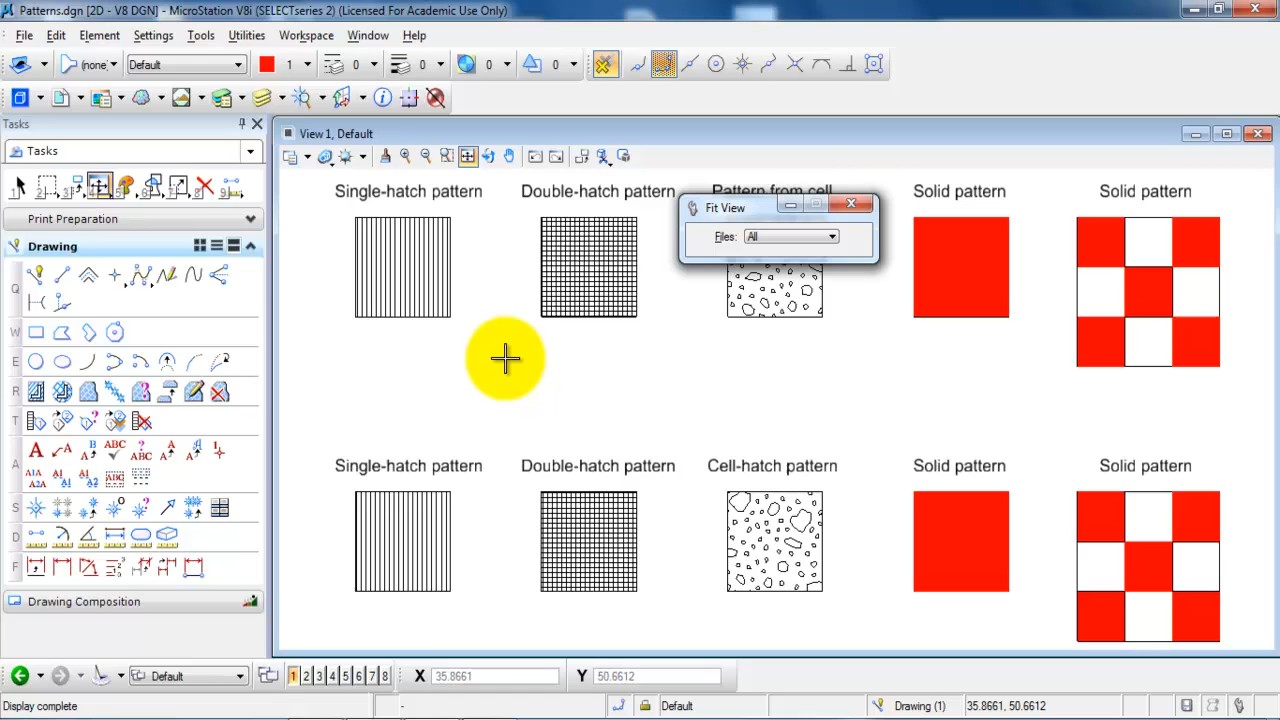 Patterns.dgn [2D - V8 DGN] - MicroStation V8i (SELECTseries 2) (Licensed For Academic Use Only)
File Edit Element Settings Tools Utilities Workspace Window Help
(none) Default 1 0 0 0 0
Tasks
View 1, Default
Tasks
Print Preparation
Drawing
Q
W
E
R
T
A
S
D
F
Drawing Composition
Single-hatch pattern Double-hatch pattern Pattern from cell Solid pattern Solid pattern
Fit View
Files: All
Single-hatch pattern Double-hatch pattern Cell-hatch pattern Solid pattern Solid pattern
Default 1 2 3 4 5 6 7 8 X 35.8661 Y 50.6612
Display complete - Default Drawing (1) 35.8661, 50.6612